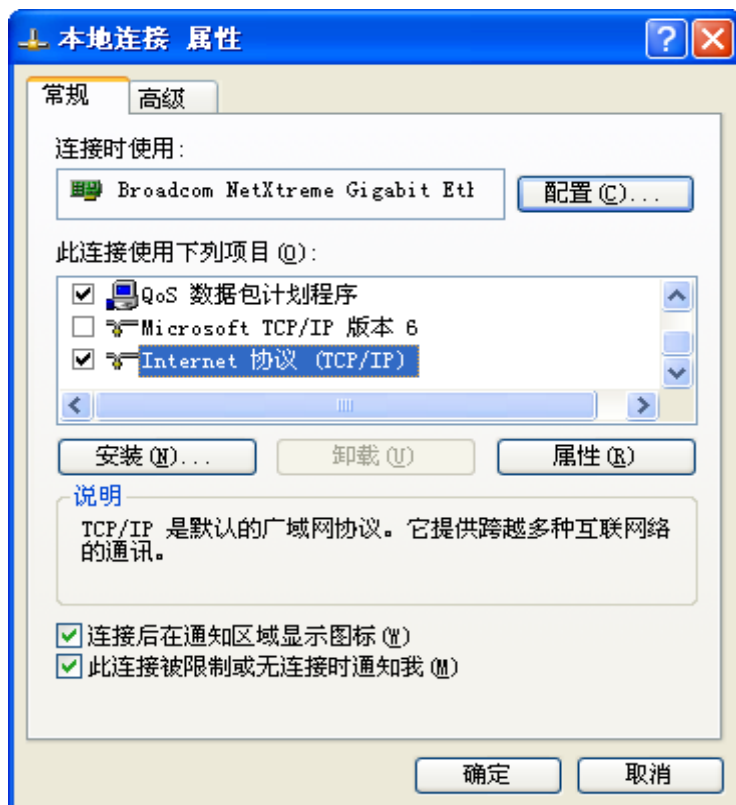 本地连接 属性
常规
高级
连接时使用:
Broadcom NetXtreme Gigabit Etl
配置(C)...
此连接使用下列项目(O):
QoS 数据包计划程序
Microsoft TCP/IP 版本 6
Internet 协议 (TCP/IP)
安装(N)...
卸载(U)
属性(R)
说明
TCP/IP 是默认的广域网协议。它提供跨越多种互联网络
的通讯。
连接后在通知区域显示图标(W)
此连接被限制或无连接时通知我(M)
确定
取消